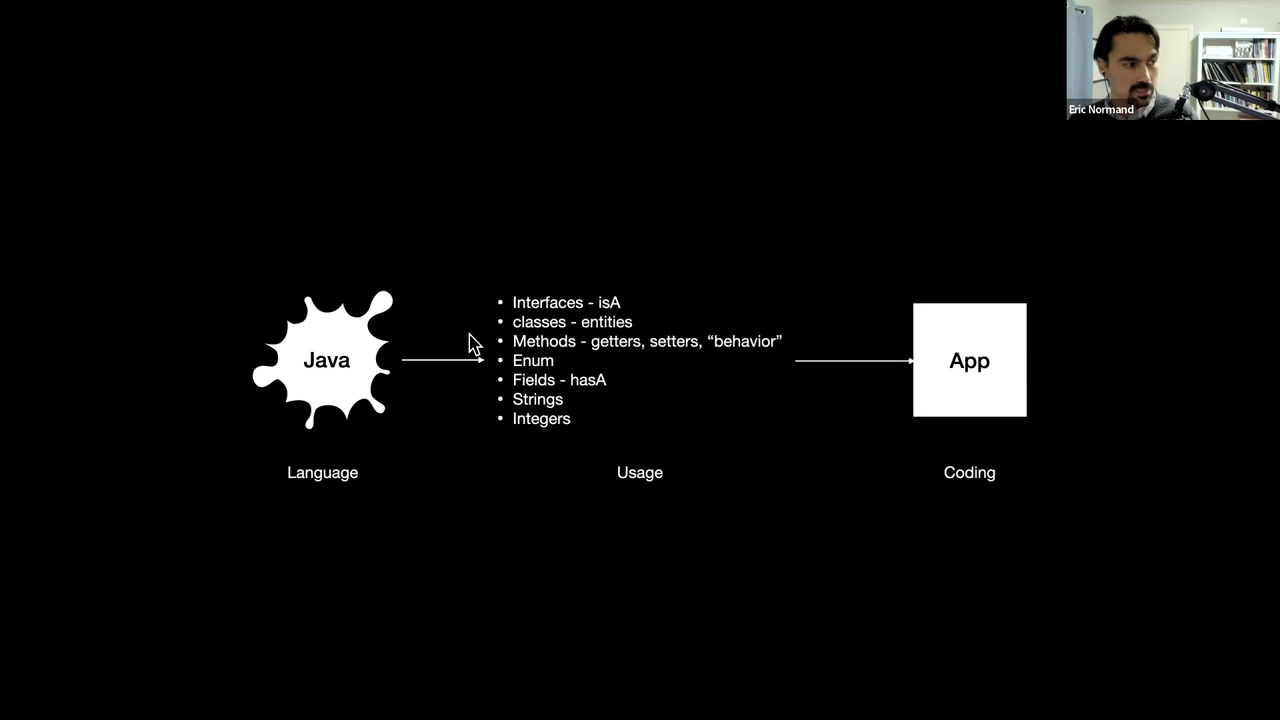 Eric Normand
Java
Interfaces - isA
classes - entities
Methods - getters, setters, “behavior”
Enum
Fields - hasA
Strings
Integers
App
Language
Usage
Coding